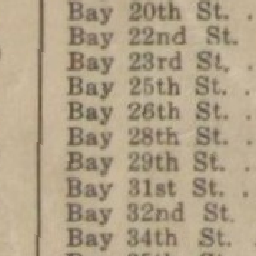 Bay 20th St. .
Bay 22nd St.
Bay 23rd St. .
Bay 25th St. .
Bay 26th St. .
Bay 28th St. .
Bay 29th St. .
Bay 31st St. .
Bay 32nd St.
Bay 34th St. .